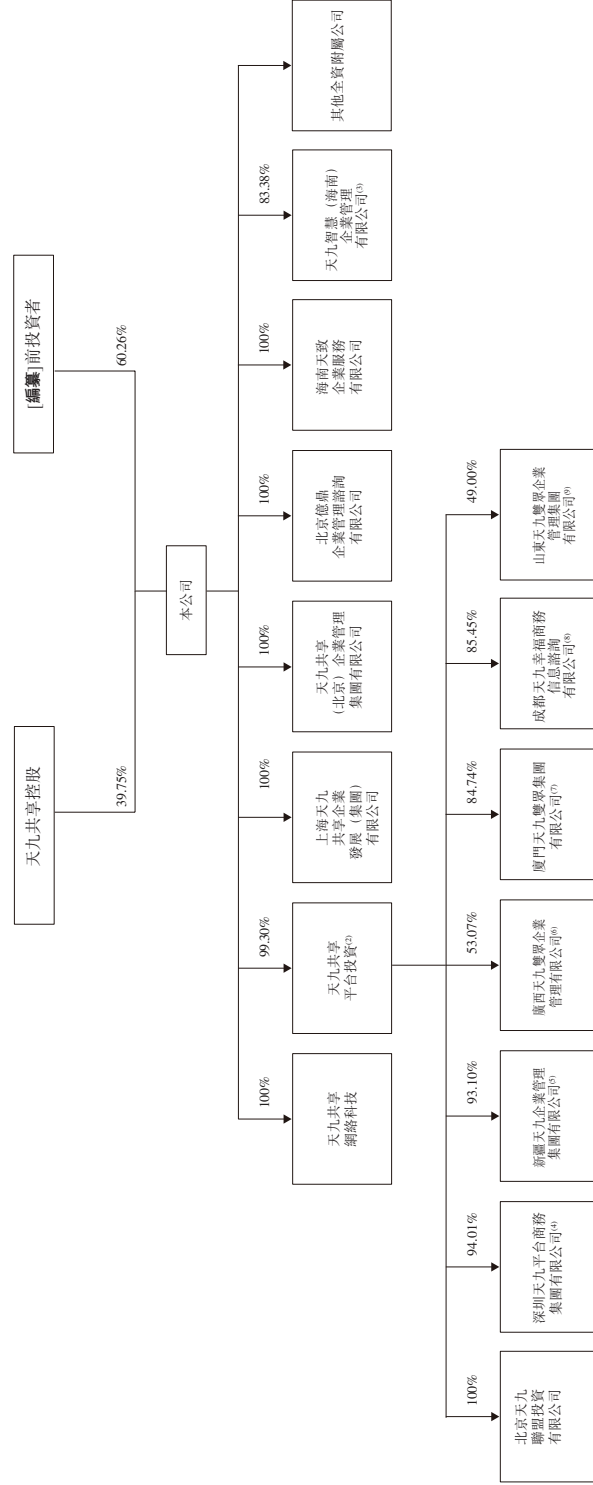 天九共享控股
[編纂]前投資者
39.75%
60.26%
本公司
100%
99.30%
100%
100%
100%
100%
83.38%
天九共享
網絡科技
天九共享
平台投資(2)
上海天九
共享企業
發展（集團）
有限公司
天九共享
（北京）企業管理
集團有限公司
北京億鼎
企業管理諮詢
有限公司
海南天致
企業服務
有限公司
天九智慧（海南）
企業管理
有限公司(3)
其他全資附屬公司
100%
94.01%
93.10%
53.07%
84.74%
85.45%
49.00%
北京天九
聯盟投資
有限公司
深圳天九平台商務
集團有限公司(4)
新疆天九企業管理
集團有限公司(5)
廣西天九雙眾企業
管理有限公司(6)
廈門天九雙眾集團
有限公司(7)
成都天九幸福商務
信息諮詢
有限公司(8)
山東天九雙眾企業
管理集團
有限公司(9)